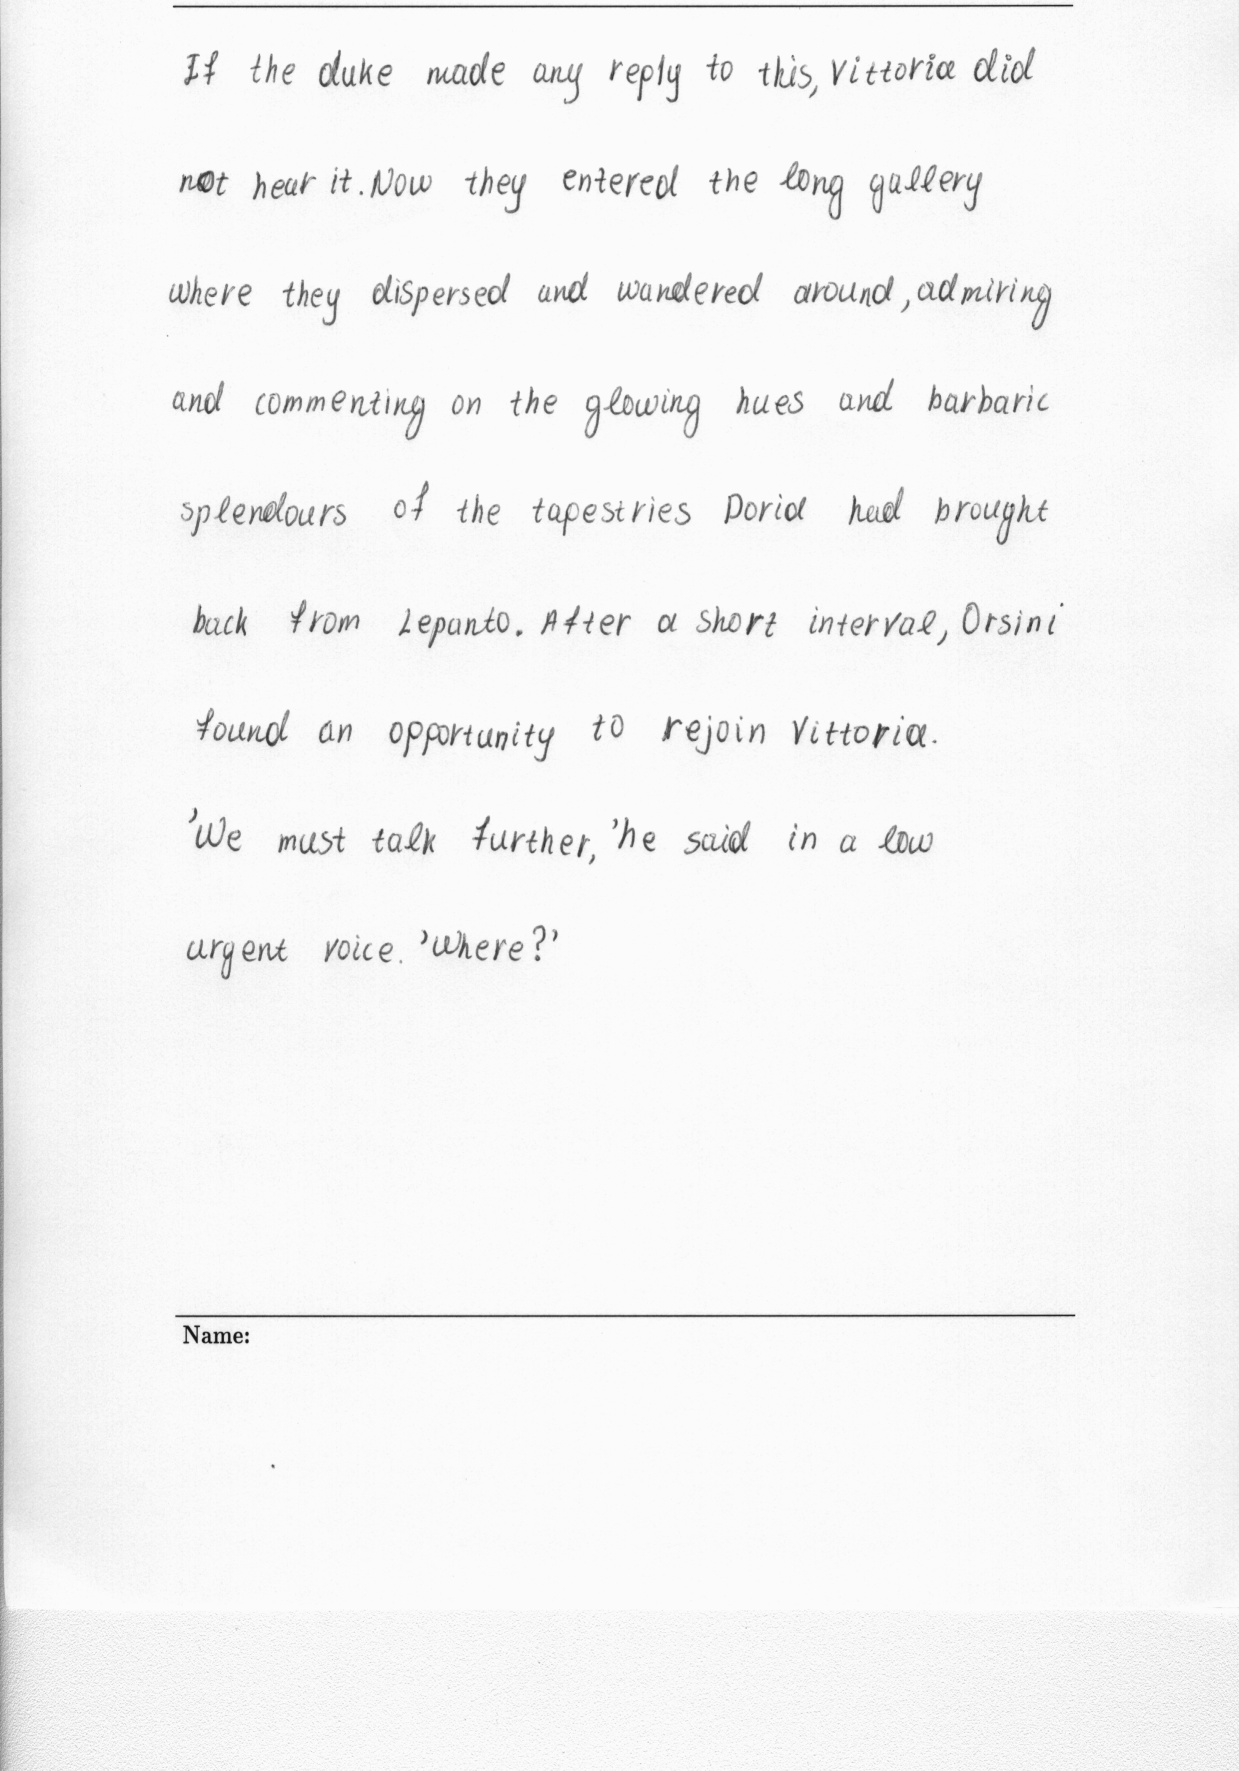 If the duke made any reply to this, Vittoria did
not hear it. Now they entered the long gallery
where they dispersed and wandered around, admiring
and commenting on the glowing hues and barbaric
splendours of the tapestries Doria had brought
back from Lepanto. After a short interval, Orsini
found an opportunity to rejoin Vittoria.
'We must talk further,' he said in a low
urgent voice. 'Where?'
Name: